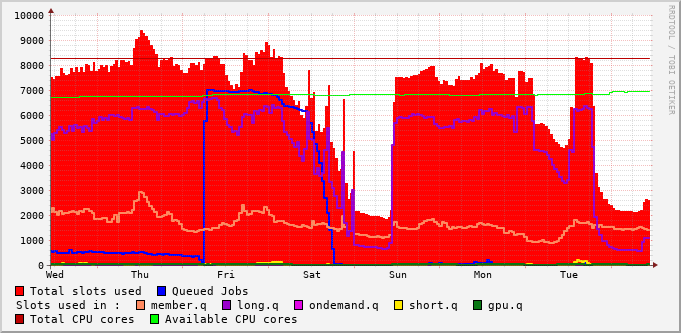 10000
9000
8000
7000
6000
5000
4000
3000
2000
1000
0
Wed Thu Fri Sat Sun Mon Tue
Total slots used Queued Jobs
Slots used in : member.q long.q ondemand.q short.q gpu.q
Total CPU cores Available CPU cores
RRDTOOL / TOBI OETIKER